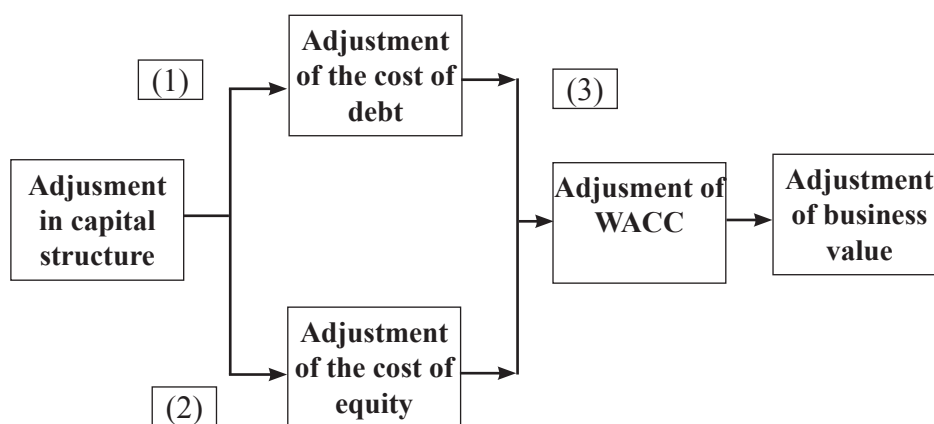 (1)
Adjustment
of the cost of
debt
(3)
Adjusment
in capital
structure
Adjusment of
WACC
Adjustment
of business
value
Adjustment
of the cost of
equity
(2)